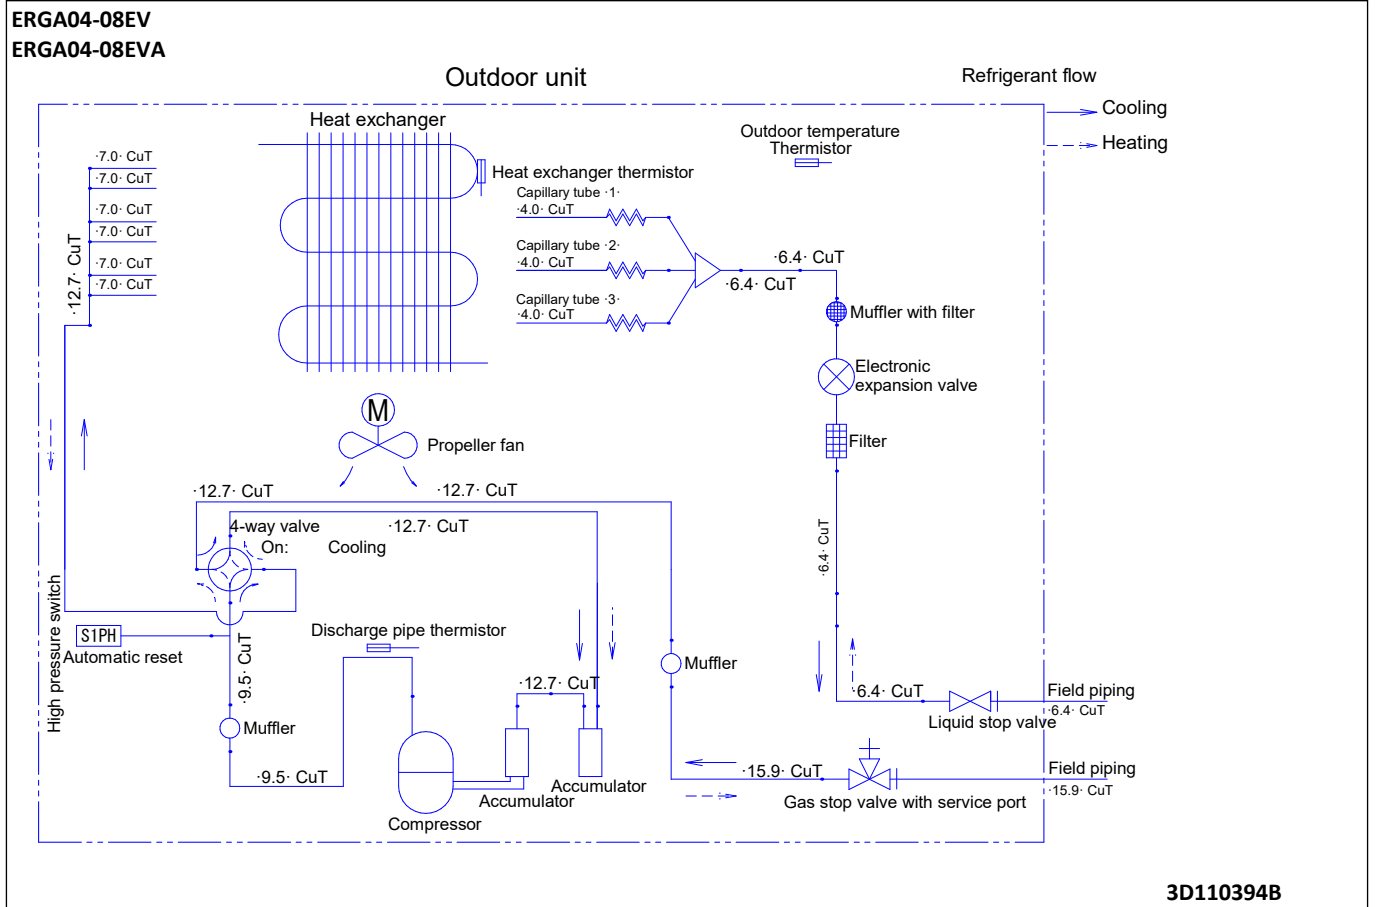 ERGA04-08EV
ERGA04-08EVA
Outdoor unit
Refrigerant flow
Cooling
Heating
Heat exchanger
Outdoor temperature
Thermistor
Heat exchanger thermistor
·7.0· CuT
·7.0· CuT
·7.0· CuT
·7.0· CuT
·7.0· CuT
·7.0· CuT
·12.7· CuT
Capillary tube ·1·
·4.0· CuT
Capillary tube ·2·
·4.0· CuT
Capillary tube ·3·
·4.0· CuT
·6.4· CuT
·6.4· CuT
Muffler with filter
Electronic
expansion valve
Filter
M
Propeller fan
·12.7· CuT
·12.7· CuT
·12.7· CuT
4-way valve
On:
Cooling
·6.4· CuT
High pressure switch
S1PH
Automatic reset
·9.5· CuT
Discharge pipe thermistor
Muffler
Muffler
·12.7· CuT
·9.5· CuT
Compressor
Accumulator
Accumulator
·6.4· CuT
Liquid stop valve
Field piping
·6.4· CuT
·15.9· CuT
Gas stop valve with service port
Field piping
·15.9· CuT
3D110394B